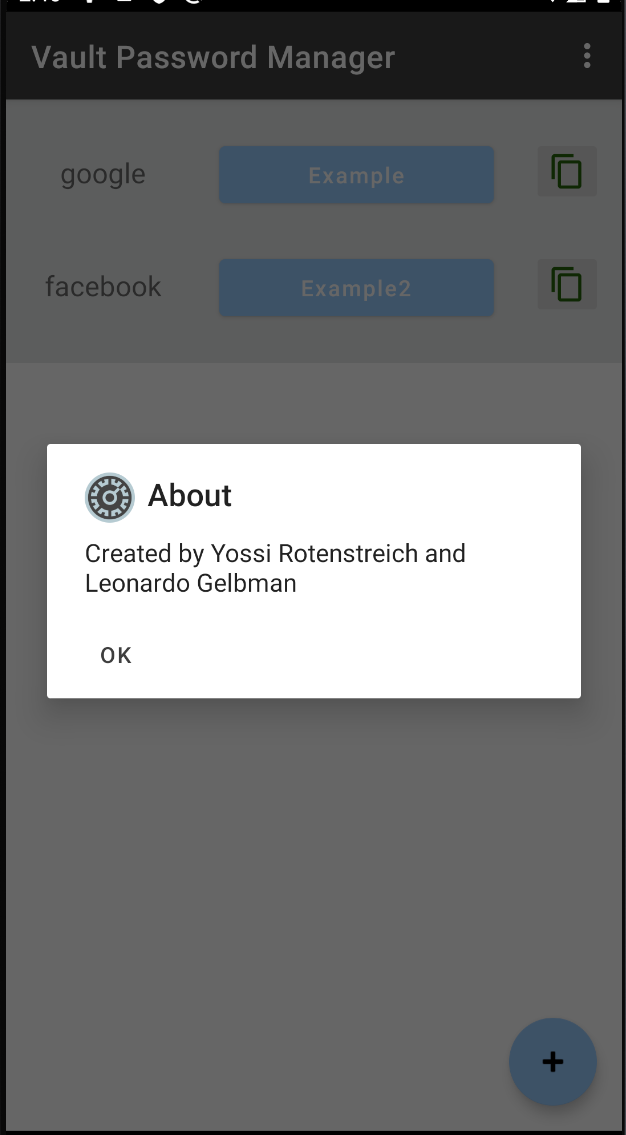 Vault Password Manager
google Example
facebook Example2
About
Created by Yossi Rotenstreich and
Leonardo Gelbman
OK